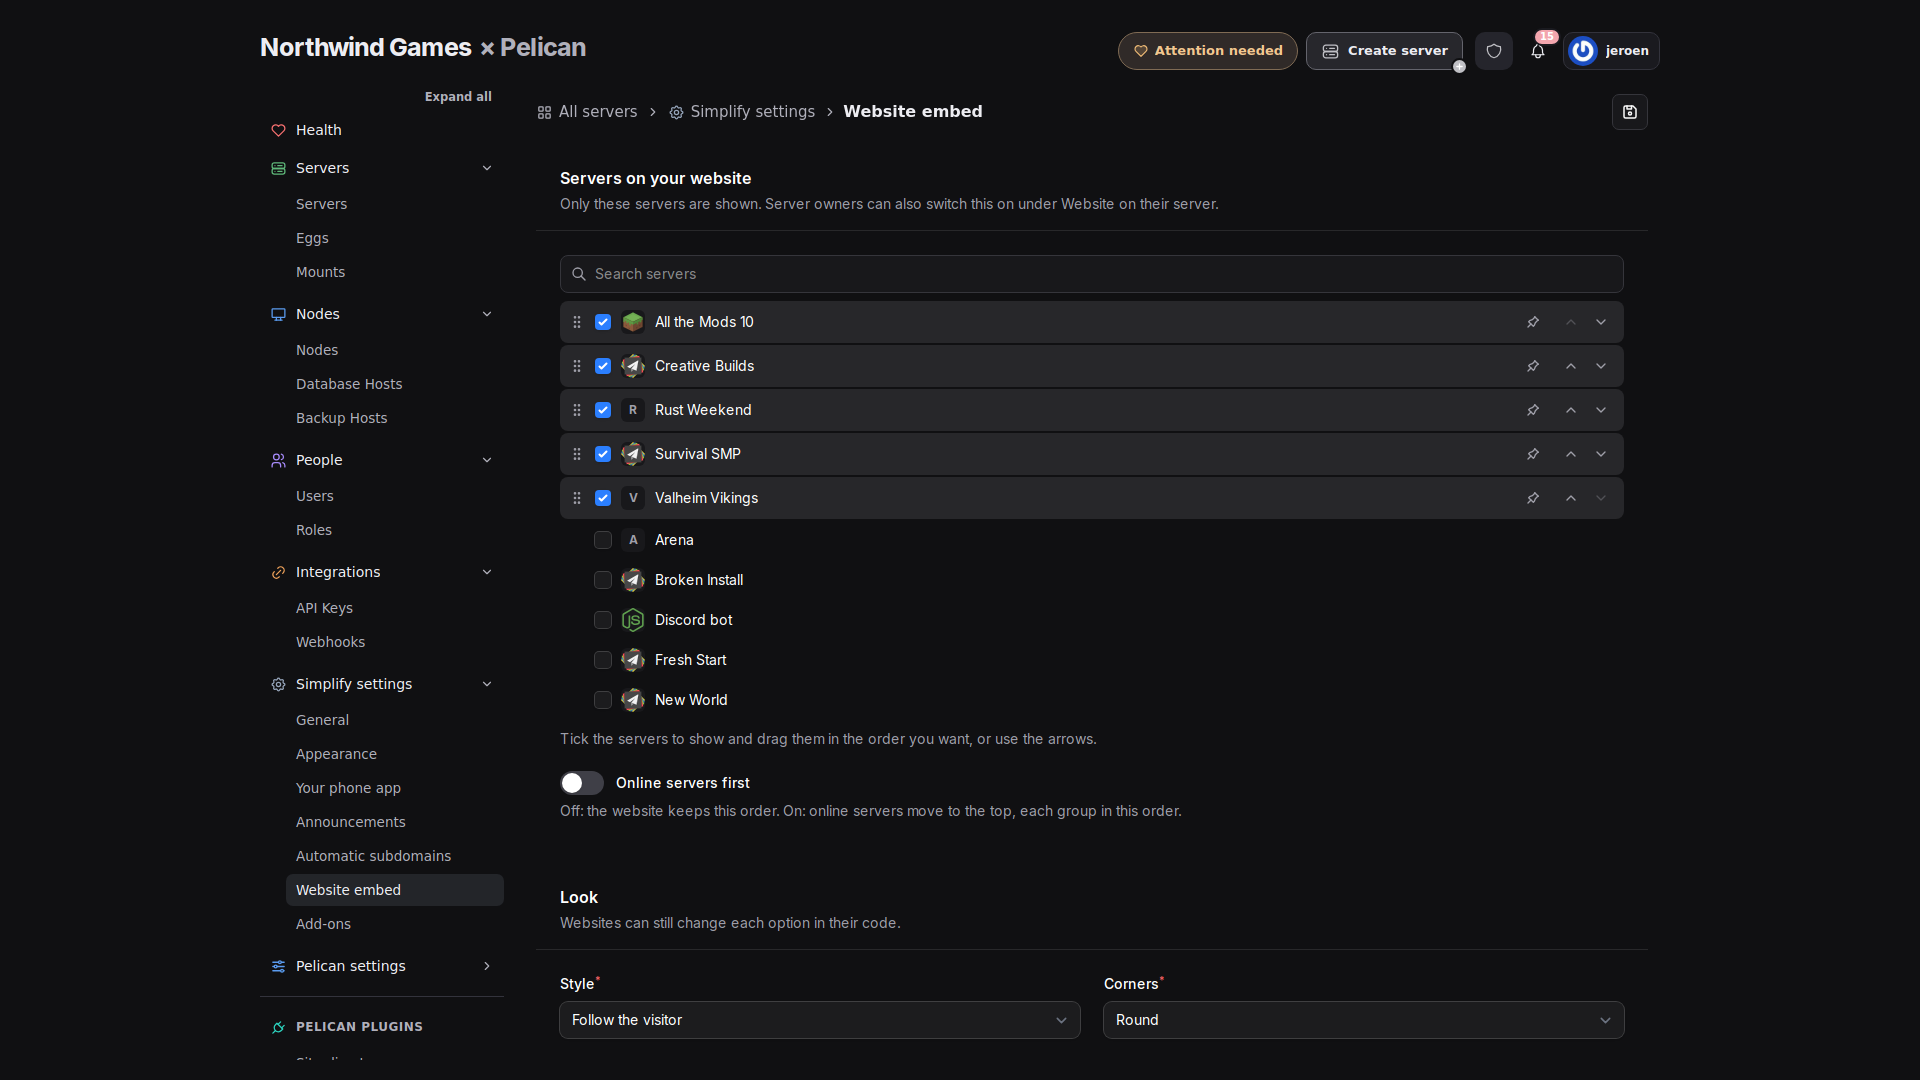 Northwind Games × Pelican
Attention needed
Create server
15
jeroen
Expand all
Health
Servers
Servers
Eggs
Mounts
Nodes
Nodes
Database Hosts
Backup Hosts
People
Users
Roles
Integrations
API Keys
Webhooks
Simplify settings
General
Appearance
Your phone app
Announcements
Automatic subdomains
Website embed
Add-ons
Pelican settings
PELICAN PLUGINS
All servers > Simplify settings > Website embed
Servers on your website
Only these servers are shown. Server owners can also switch this on under Website on their server.
Search servers
All the Mods 10
Creative Builds
R Rust Weekend
Survival SMP
V Valheim Vikings
A Arena
Broken Install
JS Discord bot
Fresh Start
New World
Tick the servers to show and drag them in the order you want, or use the arrows.
Online servers first
Off: the website keeps this order. On: online servers move to the top, each group in this order.
Look
Websites can still change each option in their code.
Style*
Follow the visitor
Corners*
Round